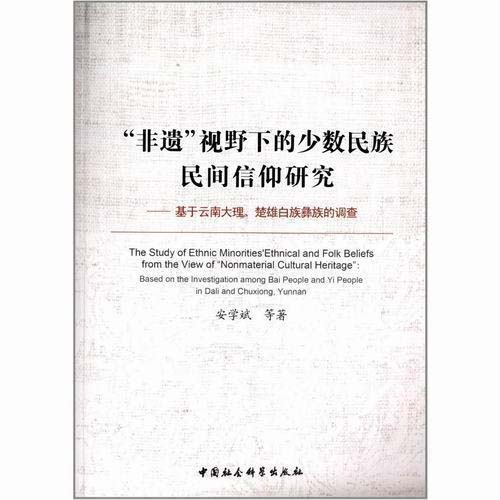 “非遗”视野下的少数民族
民间信仰研究
——基于云南大理、楚雄白族彝族的调查
The Study of Ethnic Minorities'Ethnical and Folk Beliefs
from the View of "Nonmaterial Cultural Heritage":
Based on the Investigation among Bai People and Yi People
in Dali and Chuxiong, Yunnan
安学斌 等著
中国社会科学出版社